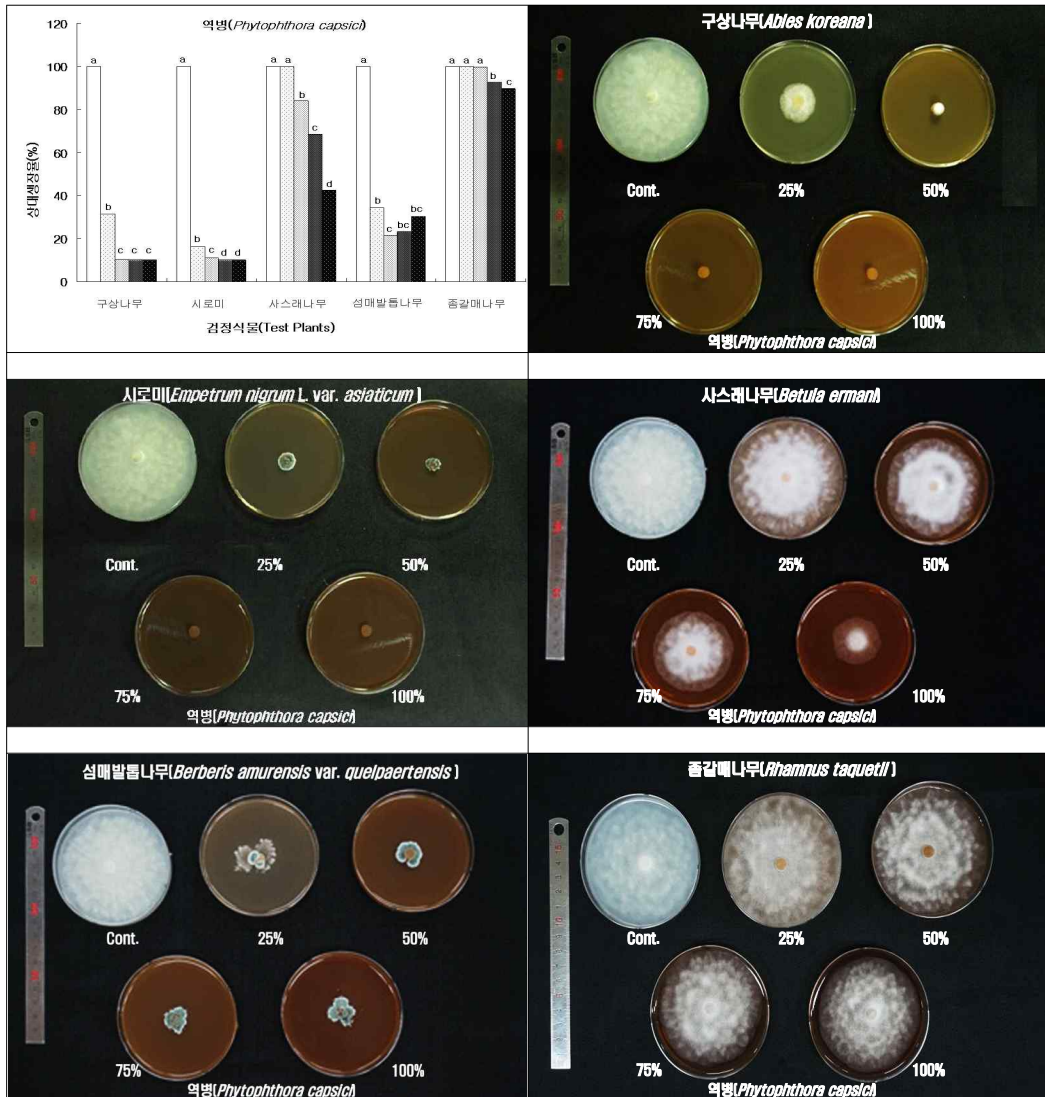 역병(Phytophthora capsici)
120
100
80
60
40
20
0
상대생장율(%)
a
b
c c c
a
b
c
d d
a a
b
c
d
a
b
c
bc
bc
a a a
b
c
구상나무 시로미 사스래나무 섬매발톱나무 좀갈매나무
검정식물(Test Plants)
구상나무(Abies koreana )
Cont. 25% 50%
75% 100%
역병(Phytophthora capsici)
시로미(Empetrum nigrum L. var. asiaticum )
Cont. 25% 50%
75% 100%
역병(Phytophthora capsici)
사스래나무(Betula ermani)
Cont. 25% 50%
75% 100%
역병(Phytophthora capsici)
섬매발톱나무(Berberis amurensis var. quelpaertensis )
Cont. 25% 50%
75% 100%
역병(Phytophthora capsici)
좀갈매나무(Rhamnus taquetii )
Cont. 25% 50%
75% 100%
역병(Phytophthora capsici)